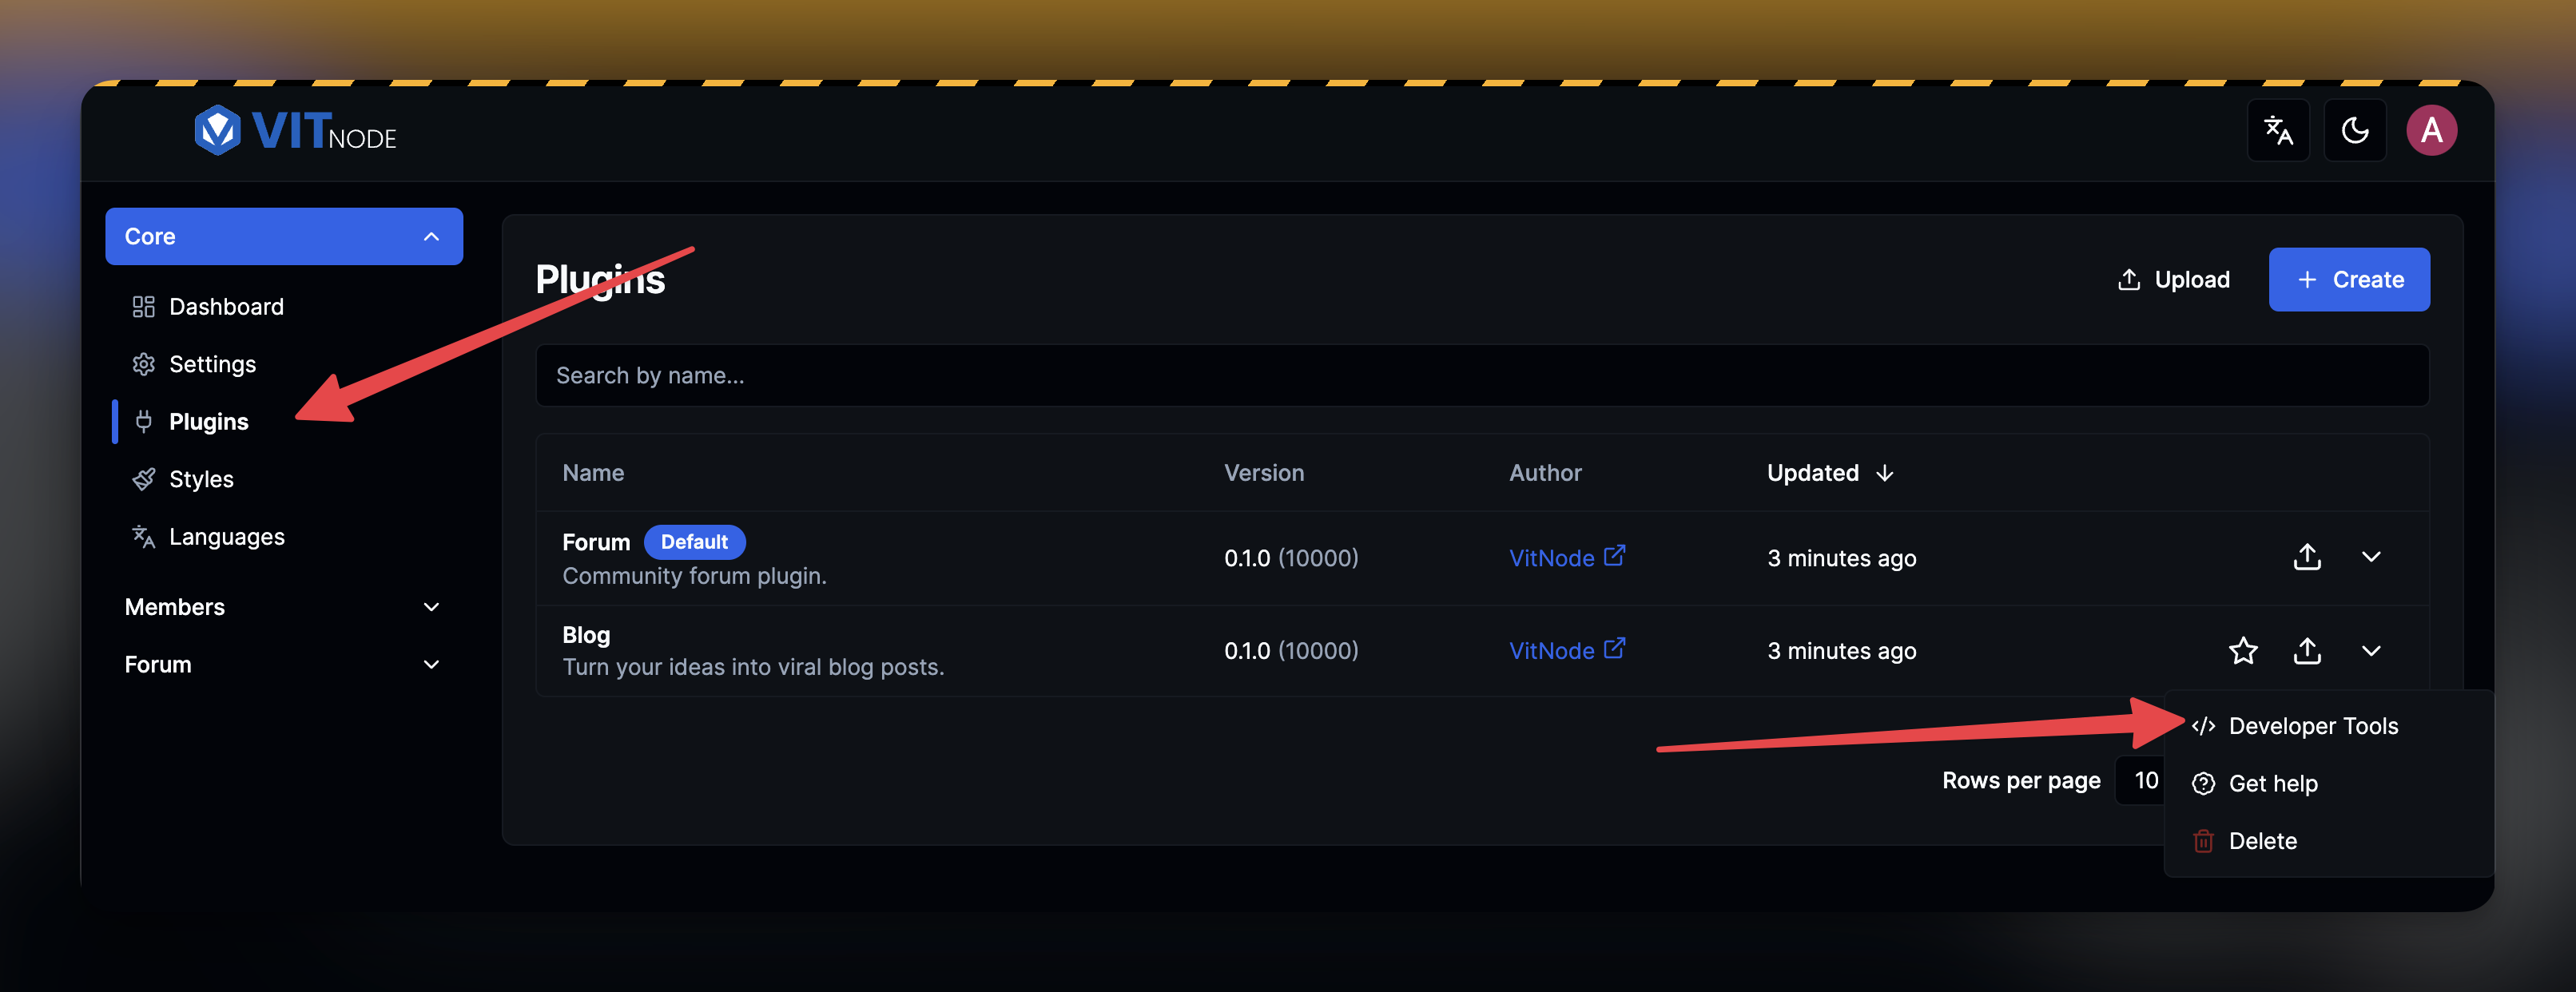 VITNODE
A
Core
Dashboard
Settings
Plugins
Styles
Languages
Members
Forum
Plugins
Upload
Create
Search by name...
Name Version Author Updated
Forum Default
Community forum plugin.
0.1.0 (10000) VitNode 3 minutes ago
Blog
Turn your ideas into viral blog posts.
0.1.0 (10000) VitNode 3 minutes ago
Rows per page 10
Developer Tools
Get help
Delete